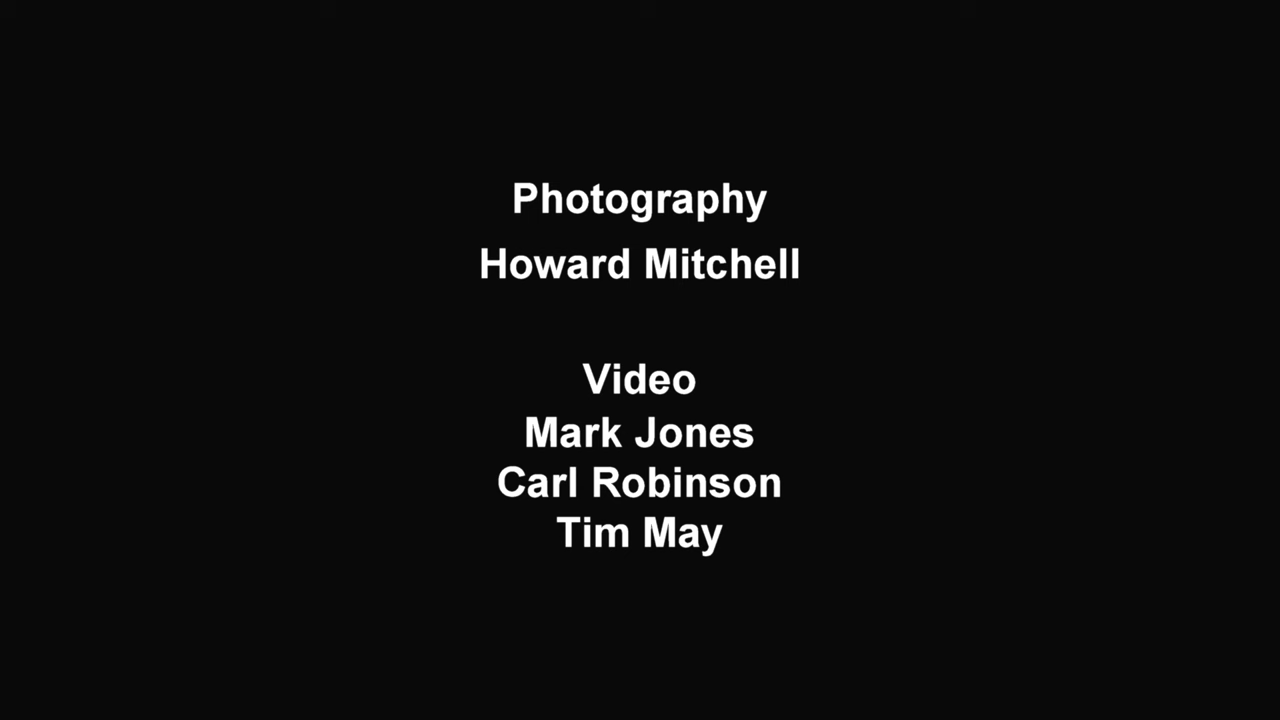 Photography
Howard Mitchell
Video
Mark Jones
Carl Robinson
Tim May